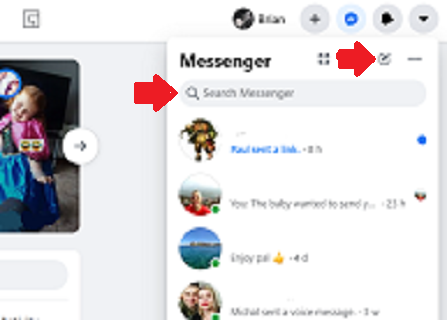 Brian
Messenger
Search Messenger
Paul sent a link. · 8 h
You: The baby wanted to send y... · 23 h
Enjoy pal 👍 · 4 d
Michal sent a voice message. · 3 w